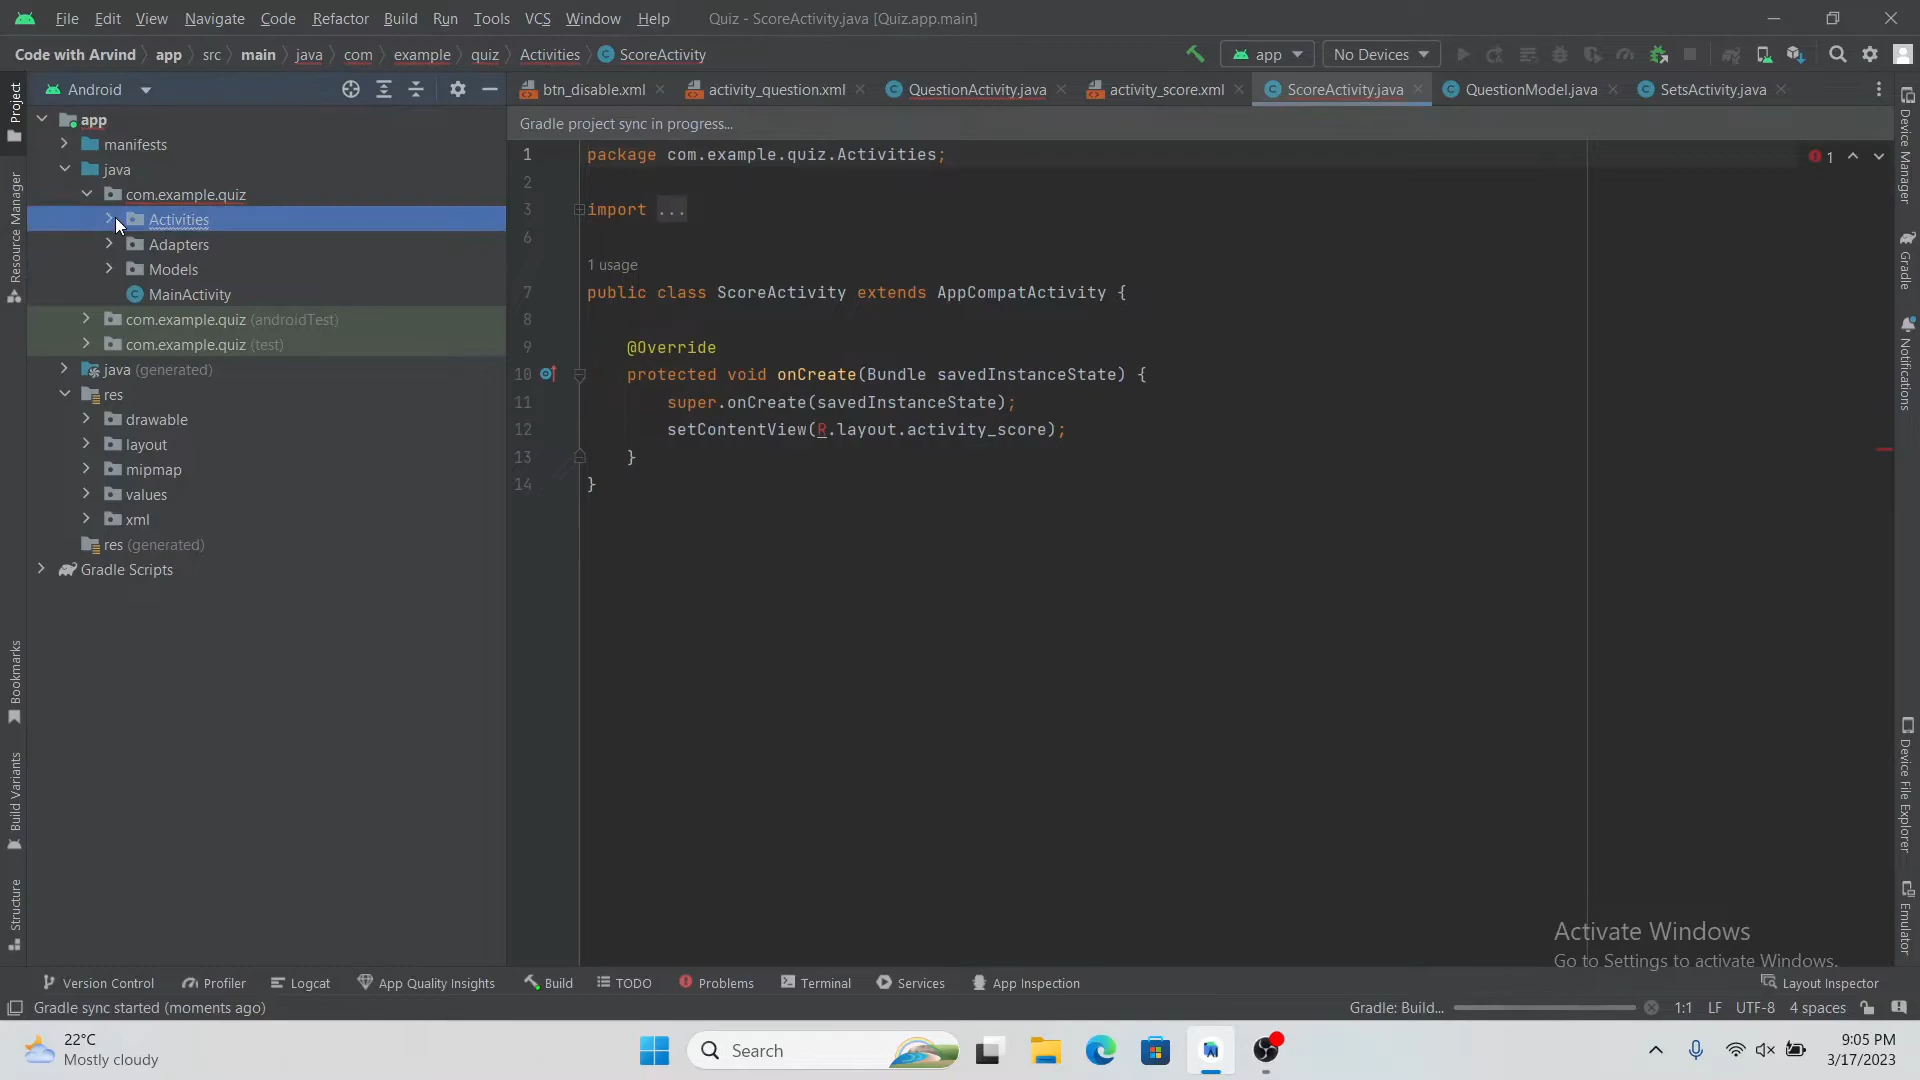 File Edit View Navigate Code Refactor Build Run Tools VCS Window Help Quiz - ScoreActivity.java [Quiz.app.main]
Code with Arvind app src main java com example quiz Activities ScoreActivity app No Devices
Android btn_disable.xml activity_question.xml QuestionActivity.java activity_score.xml ScoreActivity.java QuestionModel.java SetsActivity.java
Gradle project sync in progress...
app
manifests
java
com.example.quiz
Activities
Adapters
Models
MainActivity
com.example.quiz (androidTest)
com.example.quiz (test)
java (generated)
res
drawable
layout
mipmap
values
xml
res (generated)
Gradle Scripts
1 package com.example.quiz.Activities;
1
2
3 import ...
6
1 usage
7 public class ScoreActivity extends AppCompatActivity {
8
9 @Override
10 protected void onCreate(Bundle savedInstanceState) {
11 super.onCreate(savedInstanceState);
12 setContentView(R.layout.activity_score);
13 }
14 }
Project
Resource Manager
Bookmarks
Build Variants
Structure
Device Manager
Gradle
Notifications
Device File Explorer
Emulator
Activate Windows
Go to Settings to activate Windows.
Version Control Profiler Logcat App Quality Insights Build TODO Problems Terminal Services App Inspection Layout Inspector
Gradle sync started (moments ago) Gradle: Build... 1:1 LF UTF-8 4 spaces
22°C
Mostly cloudy
Search
9:05 PM
3/17/2023